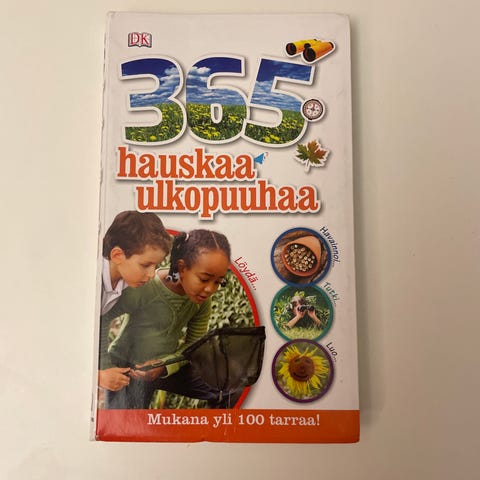 DK
365
hauskaa
ulkopuuhaa
Löydä...
Havainnoi...
Tutki...
Luo...
Mukana yli 100 tarraa!